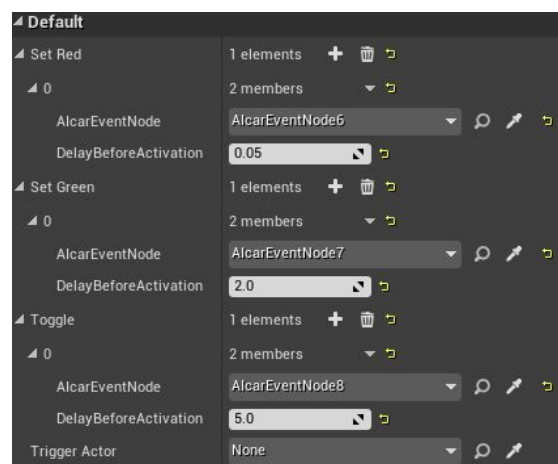 Default
Set Red 1 elements
0 2 members
AlcarEventNode AlcarEventNode6
DelayBeforeActivation 0.05
Set Green 1 elements
0 2 members
AlcarEventNode AlcarEventNode7
DelayBeforeActivation 2.0
Toggle 1 elements
0 2 members
AlcarEventNode AlcarEventNode8
DelayBeforeActivation 5.0
Trigger Actor None